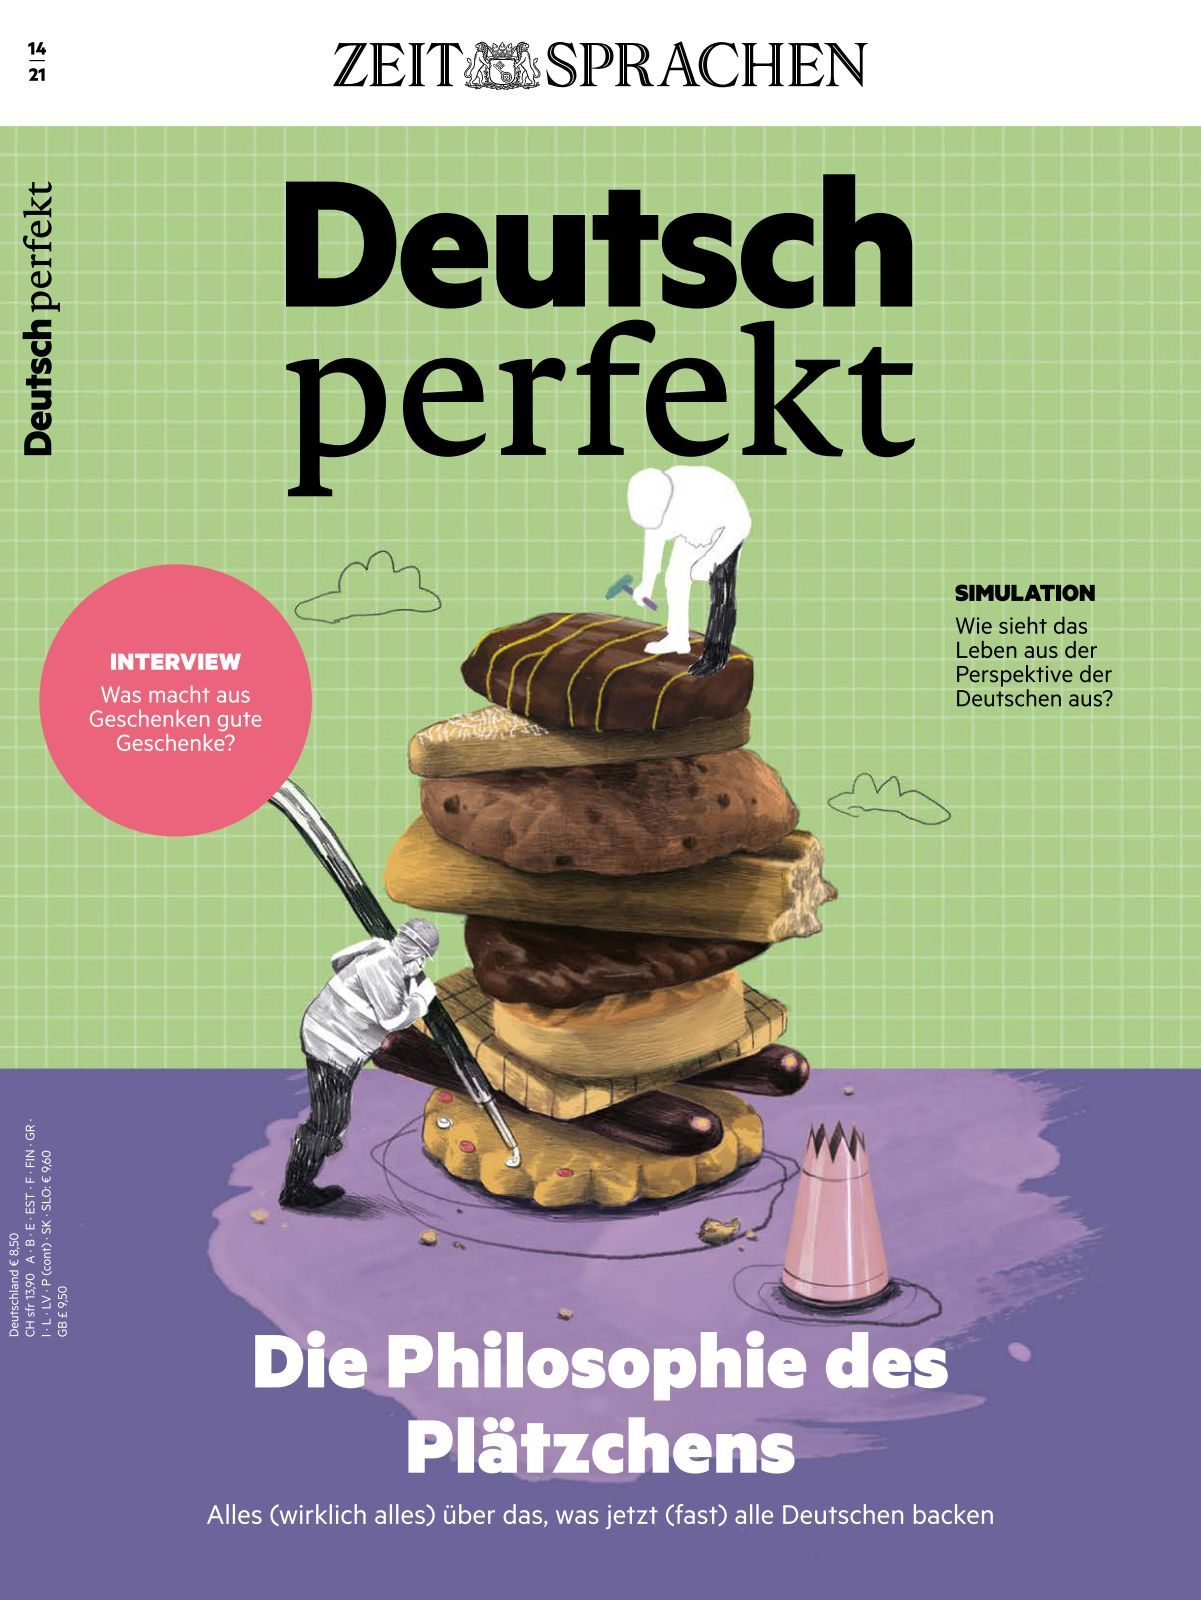 14
21
ZEIT SPRACHEN
Deutsch perfekt
Deutsch
perfekt
INTERVIEW
Was macht aus
Geschenken gute
Geschenke?
SIMULATION
Wie sieht das
Leben aus der
Perspektive der
Deutschen aus?
Deutschland € 8,50
CH sfr 13,90 A · B · E · EST · F · FIN · GR ·
I · L · LV · P (cont) · SK · SLO: € 9,60
GB £ 9,50
Die Philosophie des
Plätzchens
Alles (wirklich alles) über das, was jetzt (fast) alle Deutschen backen